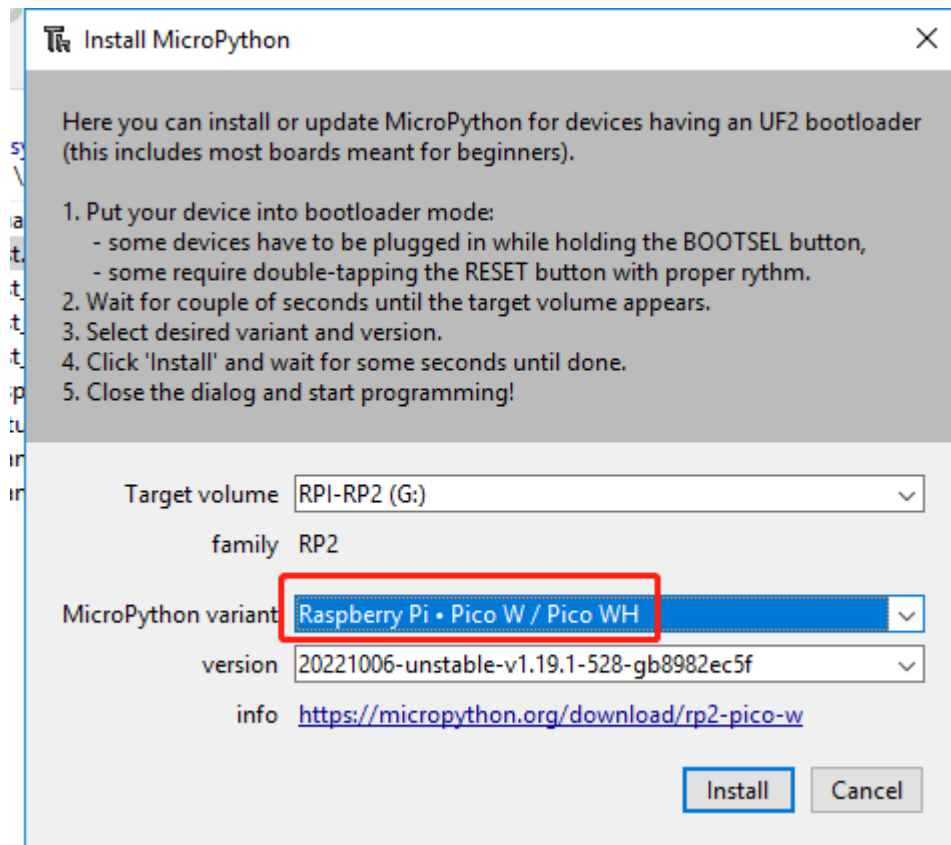 Install MicroPython
Here you can install or update MicroPython for devices having an UF2 bootloader
(this includes most boards meant for beginners).
1. Put your device into bootloader mode:
- some devices have to be plugged in while holding the BOOTSEL button,
- some require double-tapping the RESET button with proper rythm.
2. Wait for couple of seconds until the target volume appears.
3. Select desired variant and version.
4. Click 'Install' and wait for some seconds until done.
5. Close the dialog and start programming!
Target volume RPI-RP2 (G:)
family RP2
MicroPython variant Raspberry Pi • Pico W / Pico WH
version 20221006-unstable-v1.19.1-528-gb8982ec5f
info https://micropython.org/download/rp2-pico-w
Install Cancel